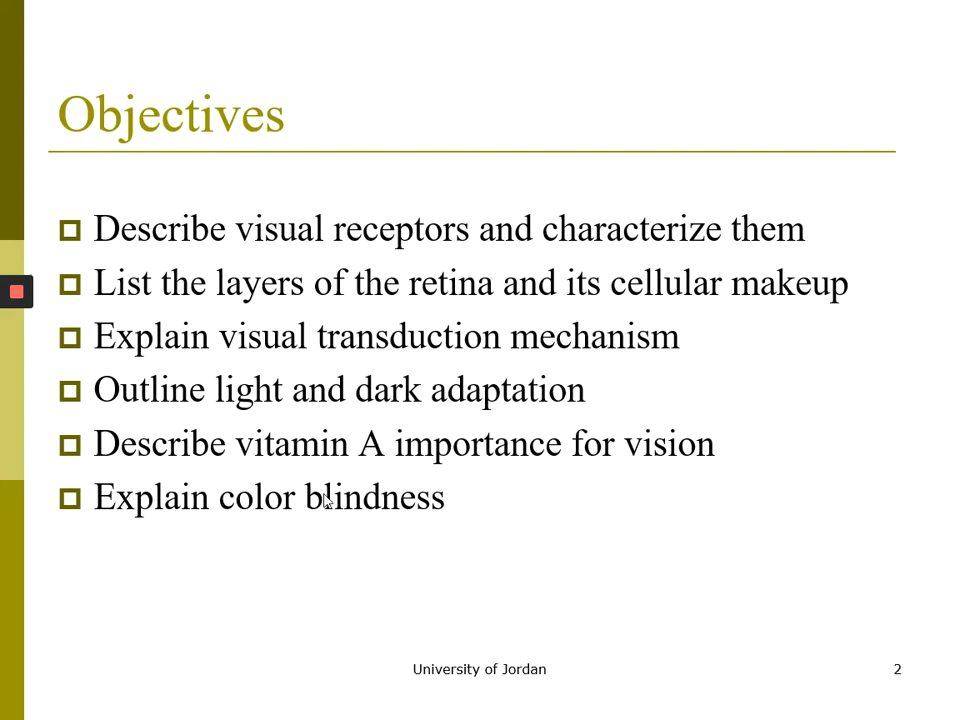 Objectives
Describe visual receptors and characterize them
List the layers of the retina and its cellular makeup
Explain visual transduction mechanism
Outline light and dark adaptation
Describe vitamin A importance for vision
Explain color blindness
University of Jordan
2